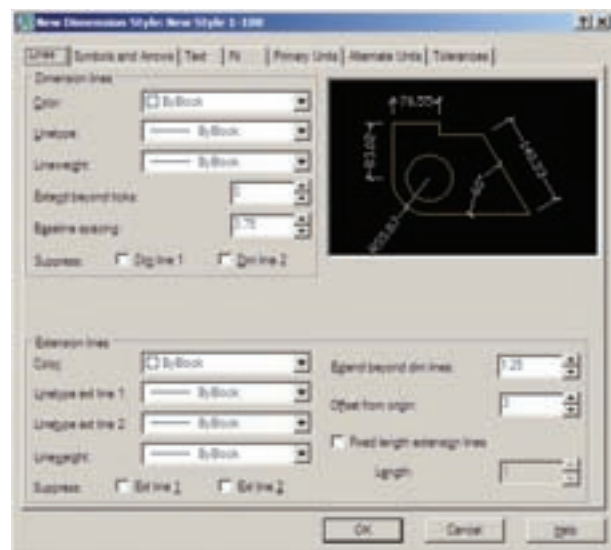 New Dimension Style: New Style 1-100
Lines Symbols and Arrows Text Fit Primary Units Alternate Units Tolerances
Dimension lines
Color: ByBlock
Linetype: ByBlock
Lineweight: ByBlock
Extend beyond ticks:
Baseline spacing: 3.75
Suppress: Dim line 1 Dim line 2
Extension lines
Color: ByBlock
Linetype ext line 1: ByBlock
Linetype ext line 2: ByBlock
Lineweight: ByBlock
Suppress: Ext line 1 Ext line 2
Extend beyond dim lines: 1.25
Offset from origin:
Fixed length extension lines
Length:
OK Cancel Help